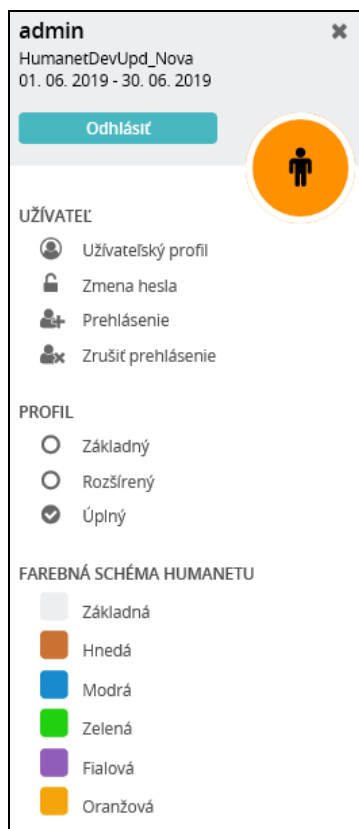 admin
HumanetDevUpd_Nova
01. 06. 2019 - 30. 06. 2019
Odhlásiť
UŽÍVATEĽ
Užívateľský profil
Zmena hesla
Prehlásenie
Zrušiť prehlásenie
PROFIL
Základný
Rozšírený
Úplný
FAREBNÁ SCHÉMA HUMANETU
Základná
Hnedá
Modrá
Zelená
Fialová
Oranžová